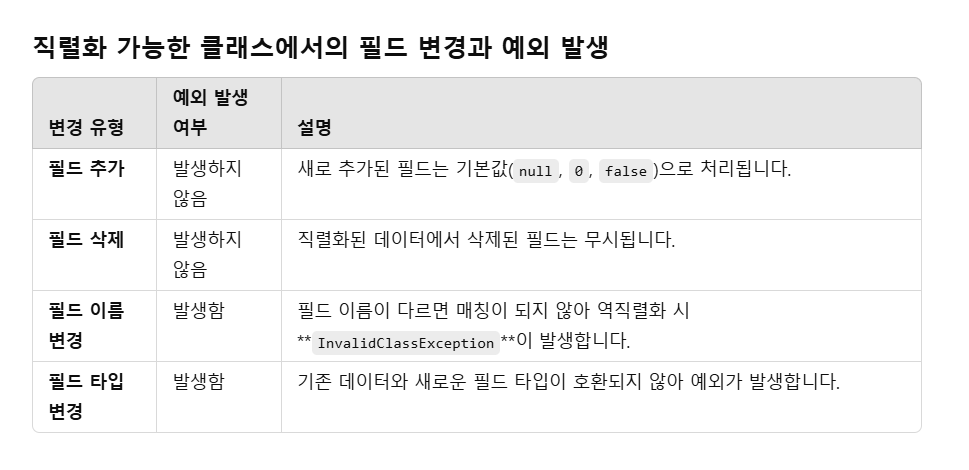 직렬화 가능한 클래스에서의 필드 변경과 예외 발생
변경 유형
예외 발생
여부
설명
필드 추가
발생하지
않음
새로 추가된 필드는 기본값(null, 0, false)으로 처리됩니다.
필드 삭제
발생하지
않음
직렬화된 데이터에서 삭제된 필드는 무시됩니다.
필드 이름
변경
발생함
필드 이름이 다르면 매칭이 되지 않아 역직렬화 시
**InvalidClassException**이 발생합니다.
필드 타입
변경
발생함
기존 데이터와 새로운 필드 타입이 호환되지 않아 예외가 발생합니다.